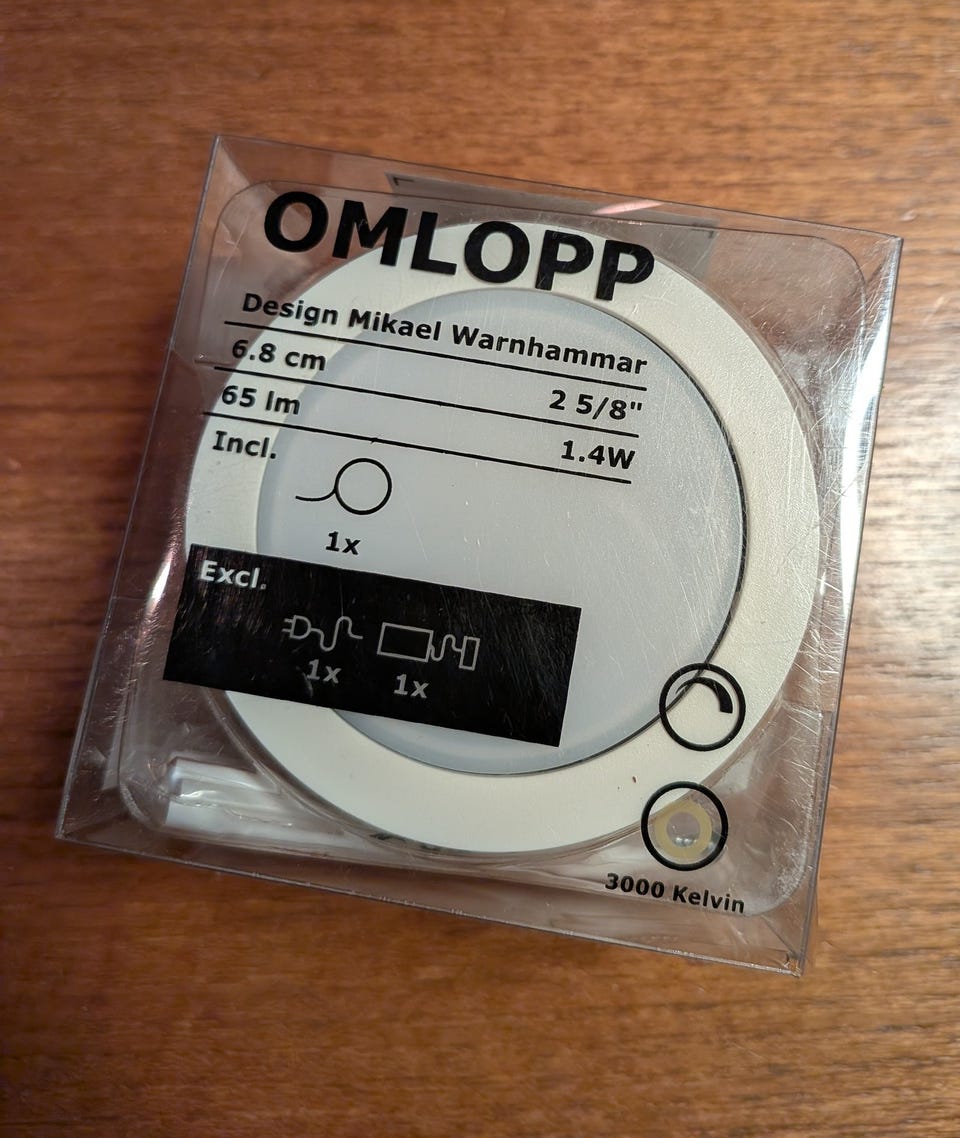 OMLOPP
Design Mikael Warnhammar
6.8 cm 2 5/8"
65 lm 1.4W
Incl.
1x
Excl.
1x 1x
3000 Kelvin